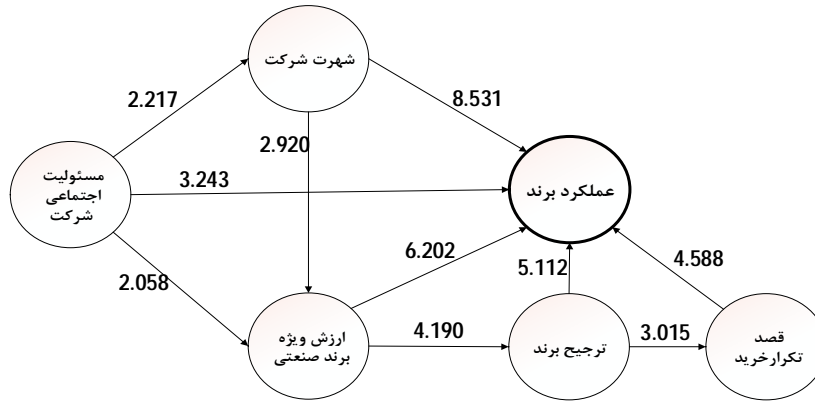 شهرت شرکت
2.217
8.531
2.920
مسئولیت
اجتماعی
شرکت
3.243
عملکرد برند
2.058
6.202
5.112
4.588
ارزش ویژه
برند صنعتی
4.190
ترجیح برند
3.015
قصد
تکرارخرید